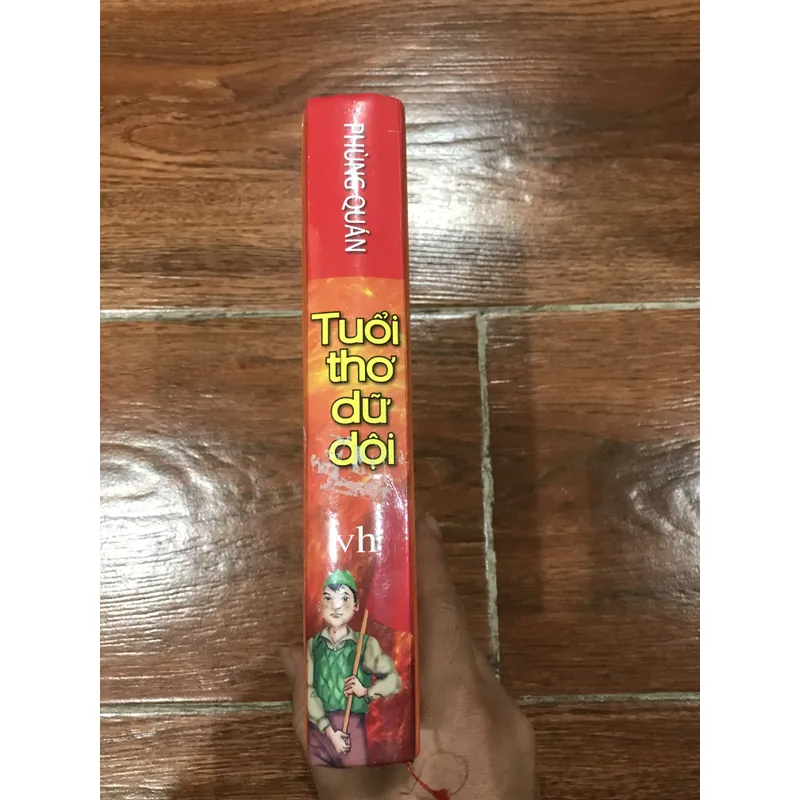 PHÙNG QUÁN
Tuổi
thơ
dữ
dội
vh